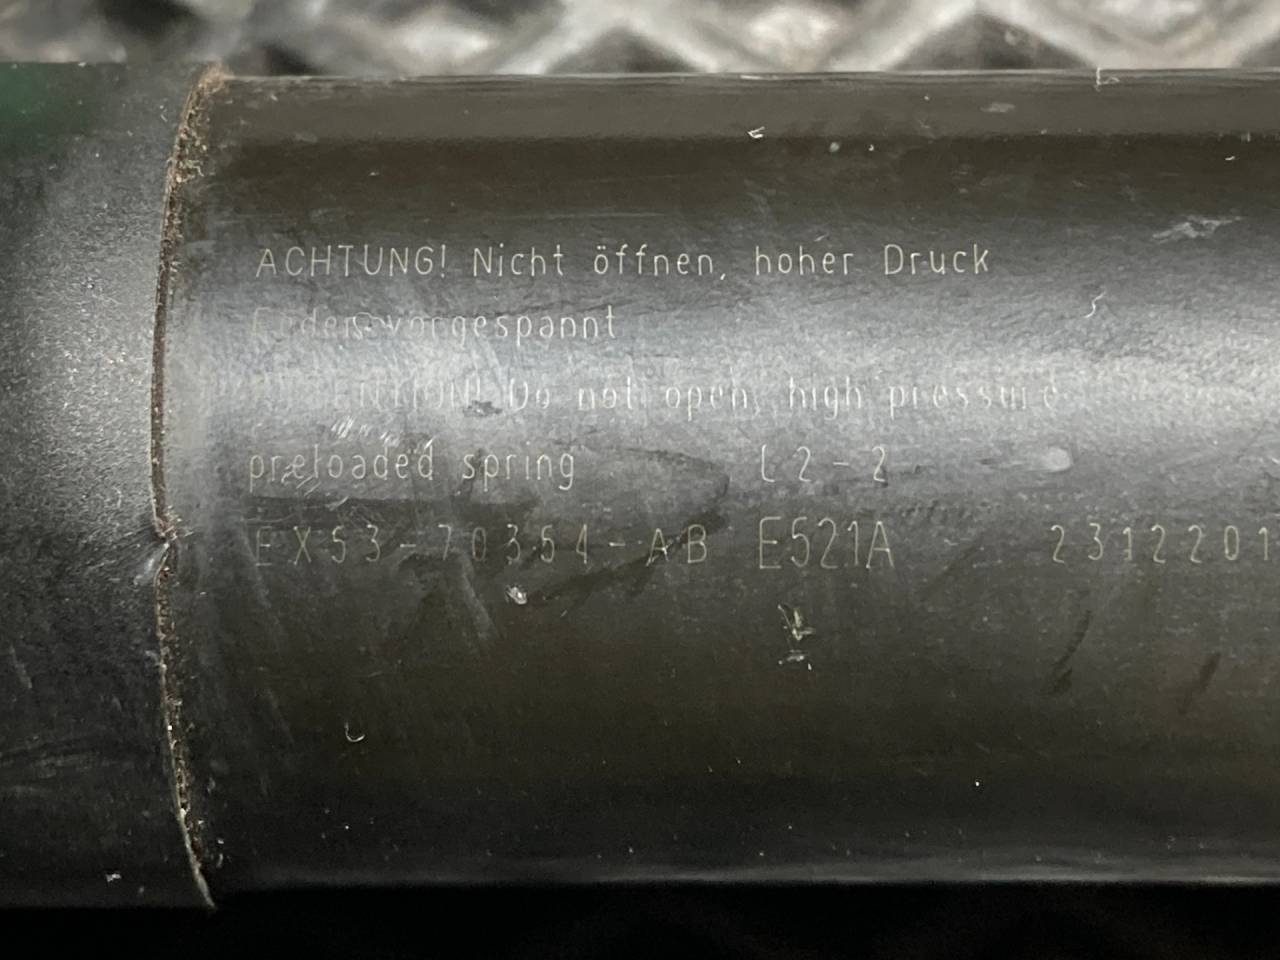 ACHTUNG! Nicht öffnen, hoher Druck
vorgespannt
Do not open, high pressure
preloaded spring L2-2
EX53-70354-AB E521A 2312201